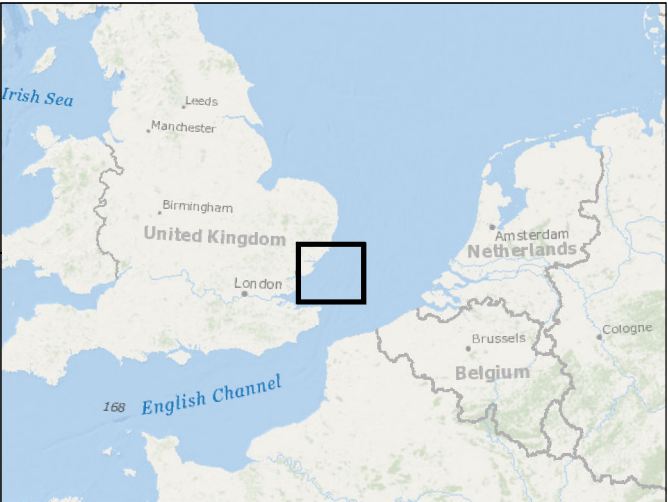 Leeds
Irish Sea
Manchester
Birmingham
Amsterdam
United Kingdom
Netherlands
London
Cologne
Brussels
Belgium
English Channel
168